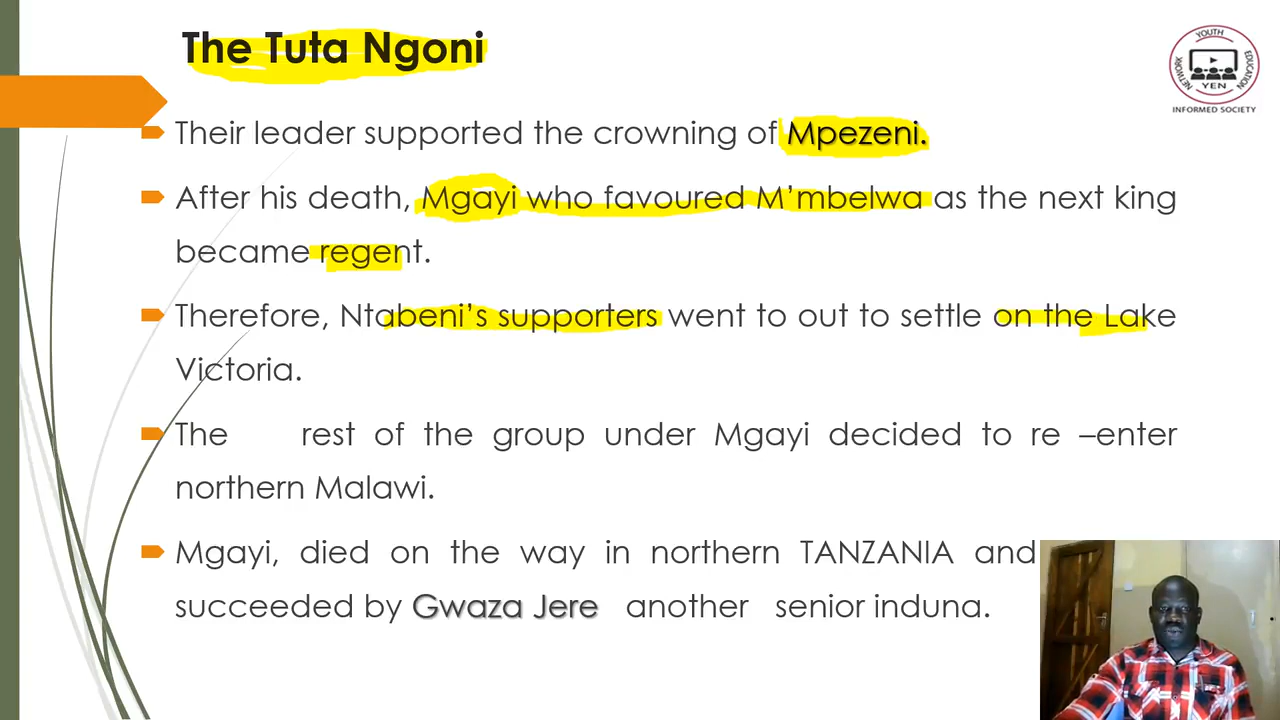 The Tuta Ngoni
YOUTH
EDUCATION
NETWORK
YEN
INFORMED SOCIETY
Their leader supported the crowning of Mpezeni.
After his death, Mgayi who favoured M'mbelwa as the next king
became regent.
Therefore, Ntabeni's supporters went to out to settle on the Lake
Victoria.
The rest of the group under Mgayi decided to re –enter
northern Malawi.
Mgayi, died on the way in northern TANZANIA and
succeeded by Gwaza Jere another senior induna.